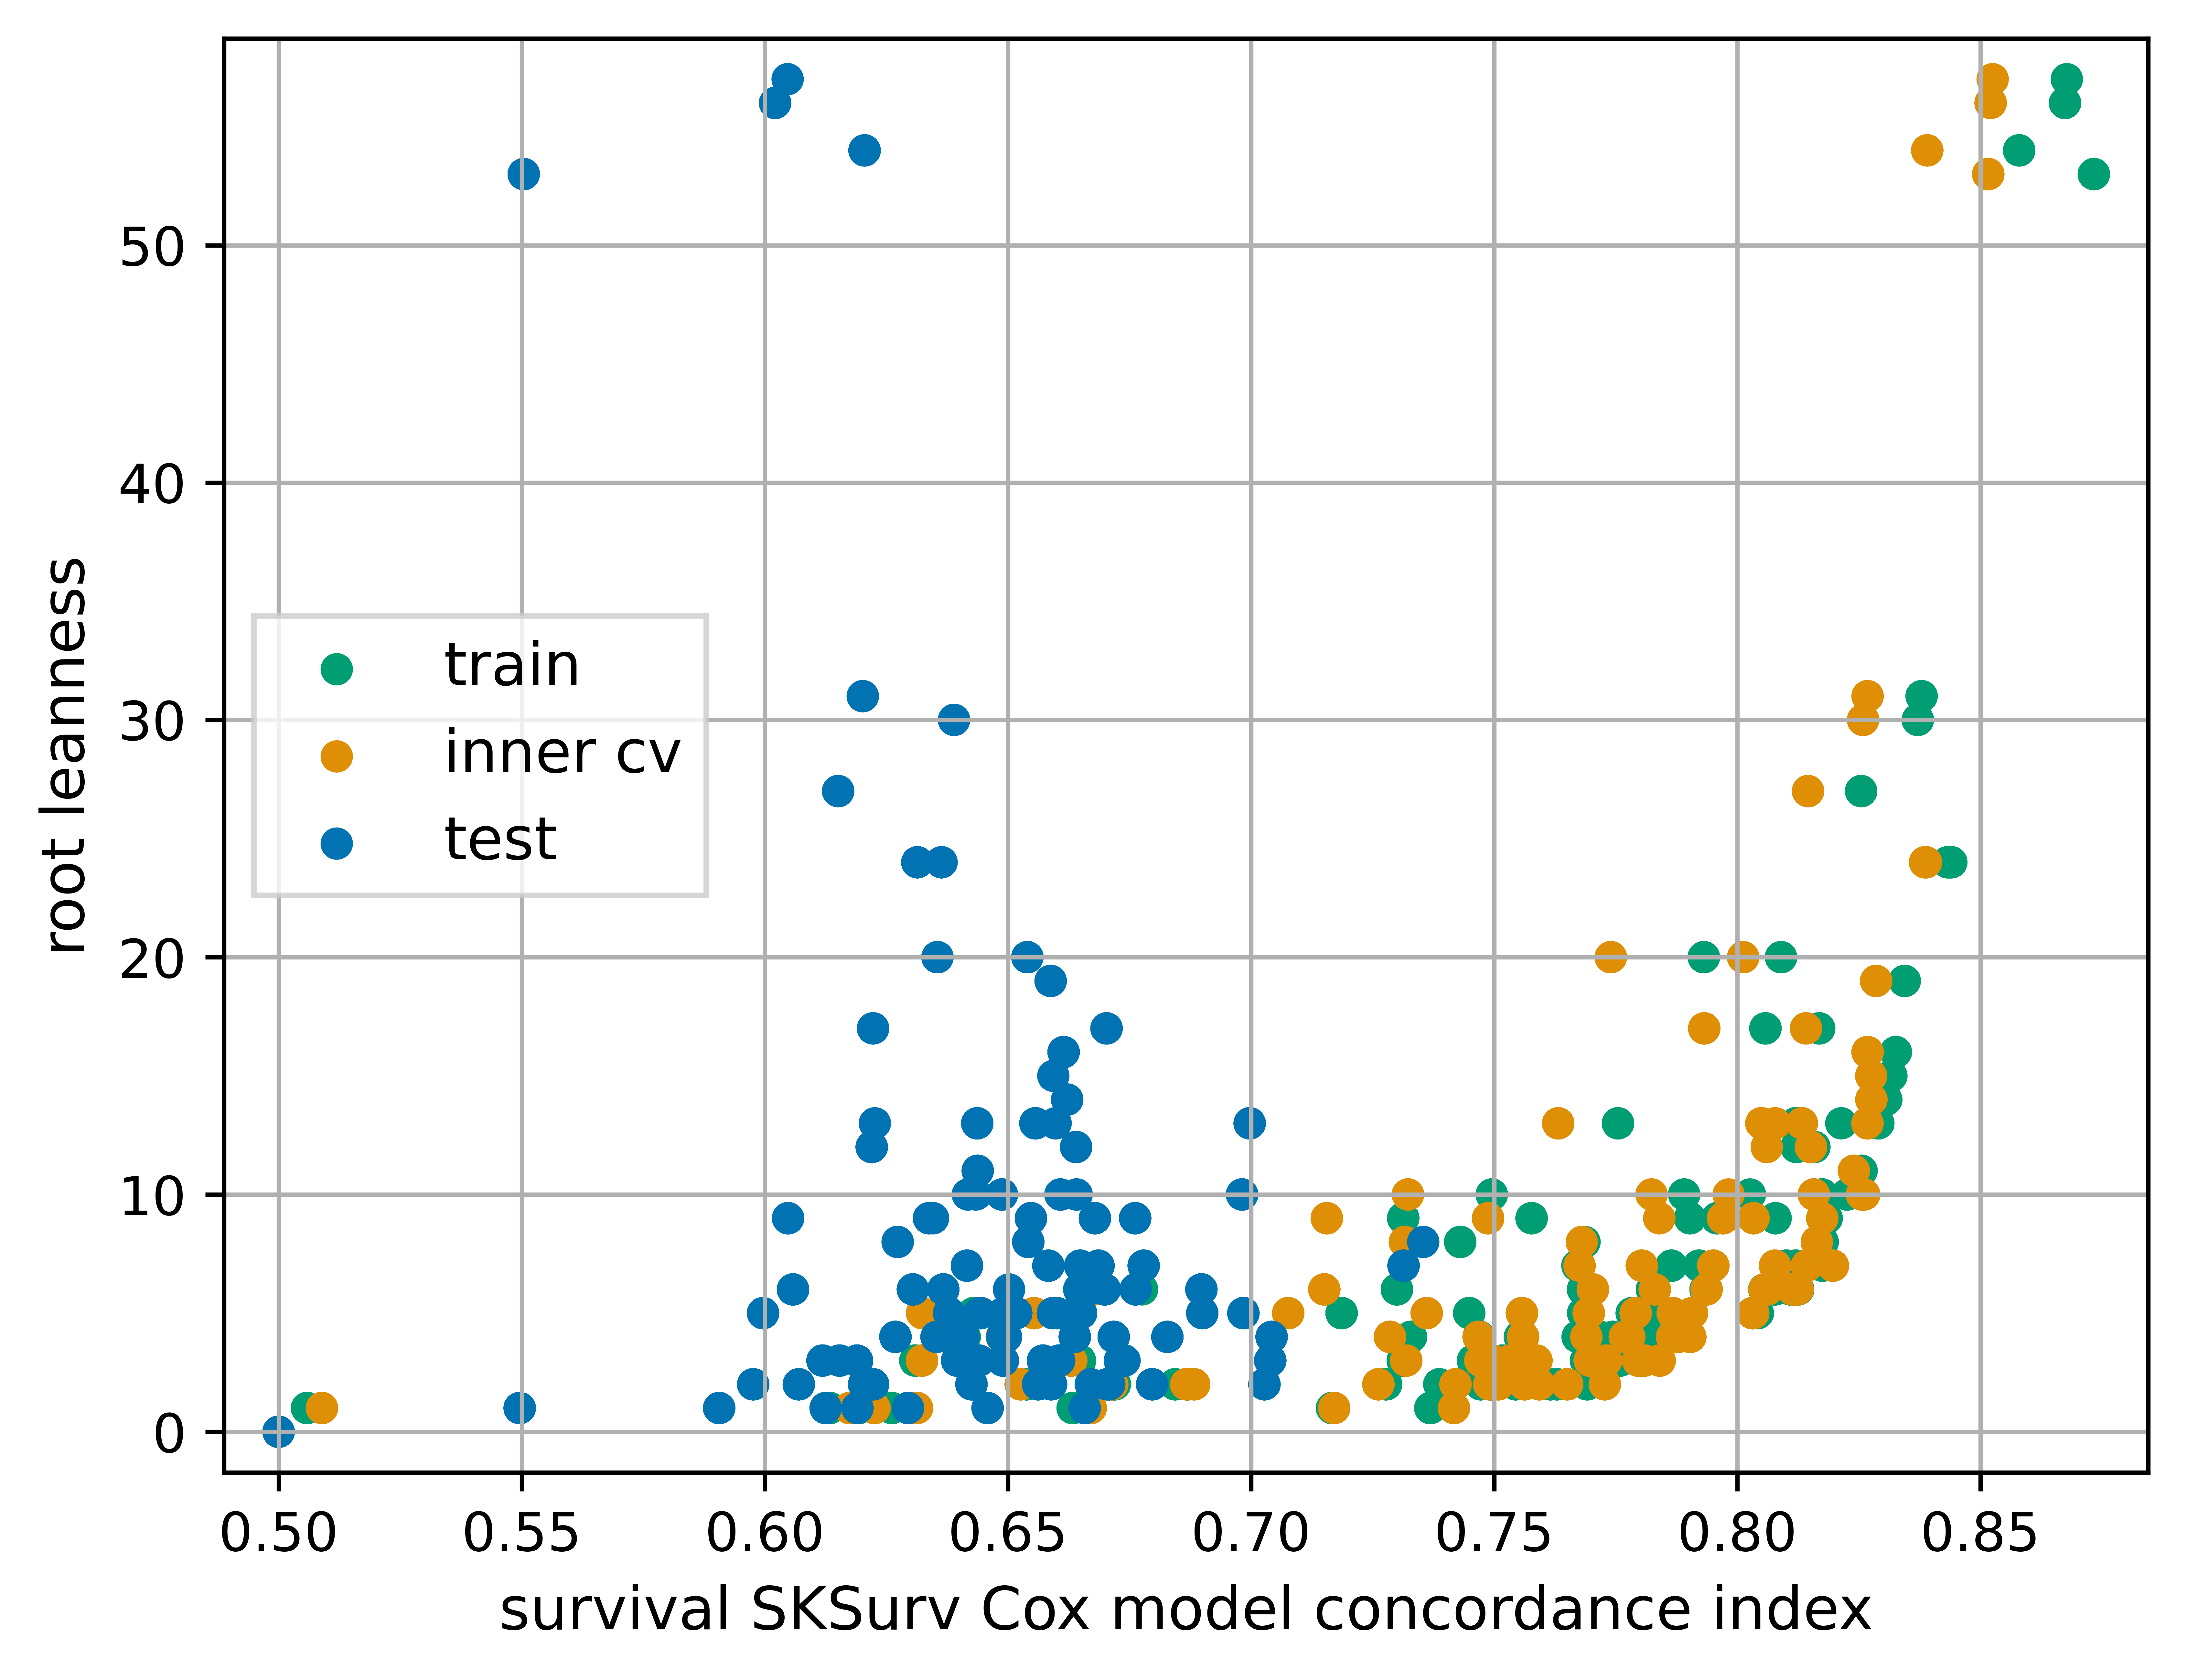 50
40
30
20
10
0
root leanness
train
inner cv
test
0.50 0.55 0.60 0.65 0.70 0.75 0.80 0.85
survival SKSurv Cox model concordance index